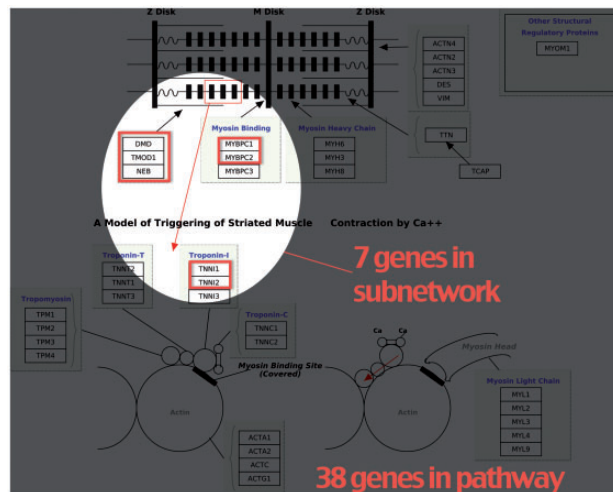 Z Disk
M Disk
Z Disk
Other Structural
Regulatory Proteins
MYOM1
ACTN4
ACTN2
ACTN3
DES
VIM
TTN
TCAP
DMD
TMOD1
NEB
Myosin Binding
MYBPC1
MYBPC2
MYBPC3
Myosin Heavy Chain
MYH6
MYH3
MYH8
A Model of Triggering of Striated Muscle Contraction by Ca++
7 genes in
subnetwork
Troponin-T
TNNT2
TNNT1
TNNT3
Troponin-I
TNNI1
TNNI2
TNNI3
Tropomyosin
TPM1
TPM2
TPM3
TPM4
Troponin-C
TNNC1
TNNC2
Myosin Binding Site
(Covered)
Actin
ACTA1
ACTA2
ACTC
ACTG1
Ca
Ca
Actin
Myosin Head
Myosin Light Chain
MYL1
MYL2
MYL3
MYL4
MYL9
38 genes in pathway